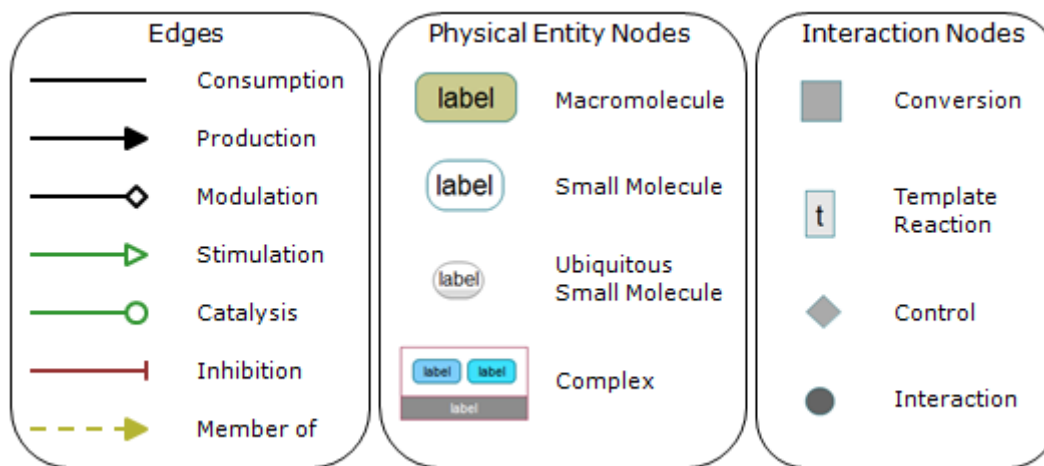 Edges
Consumption
Production
Modulation
Stimulation
Catalysis
Inhibition
Member of
Physical Entity Nodes
label
Macromolecule
label
Small Molecule
label
Ubiquitous
Small Molecule
label label
label
Complex
Interaction Nodes
Conversion
t
Template
Reaction
Control
Interaction